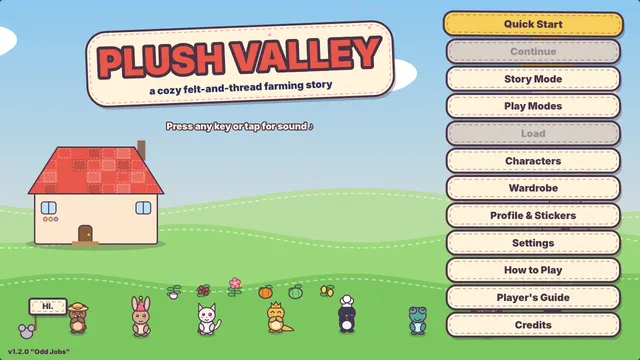 PLUSH VALLEY
a cozy felt-and-thread farming story
Press any key or tap for sound ♪
Quick Start
Continue
Story Mode
Play Modes
Load
Characters
Wardrobe
Profile & Stickers
Settings
How to Play
Player's Guide
Credits
HI.
v1.2.0 "Odd Jobs"